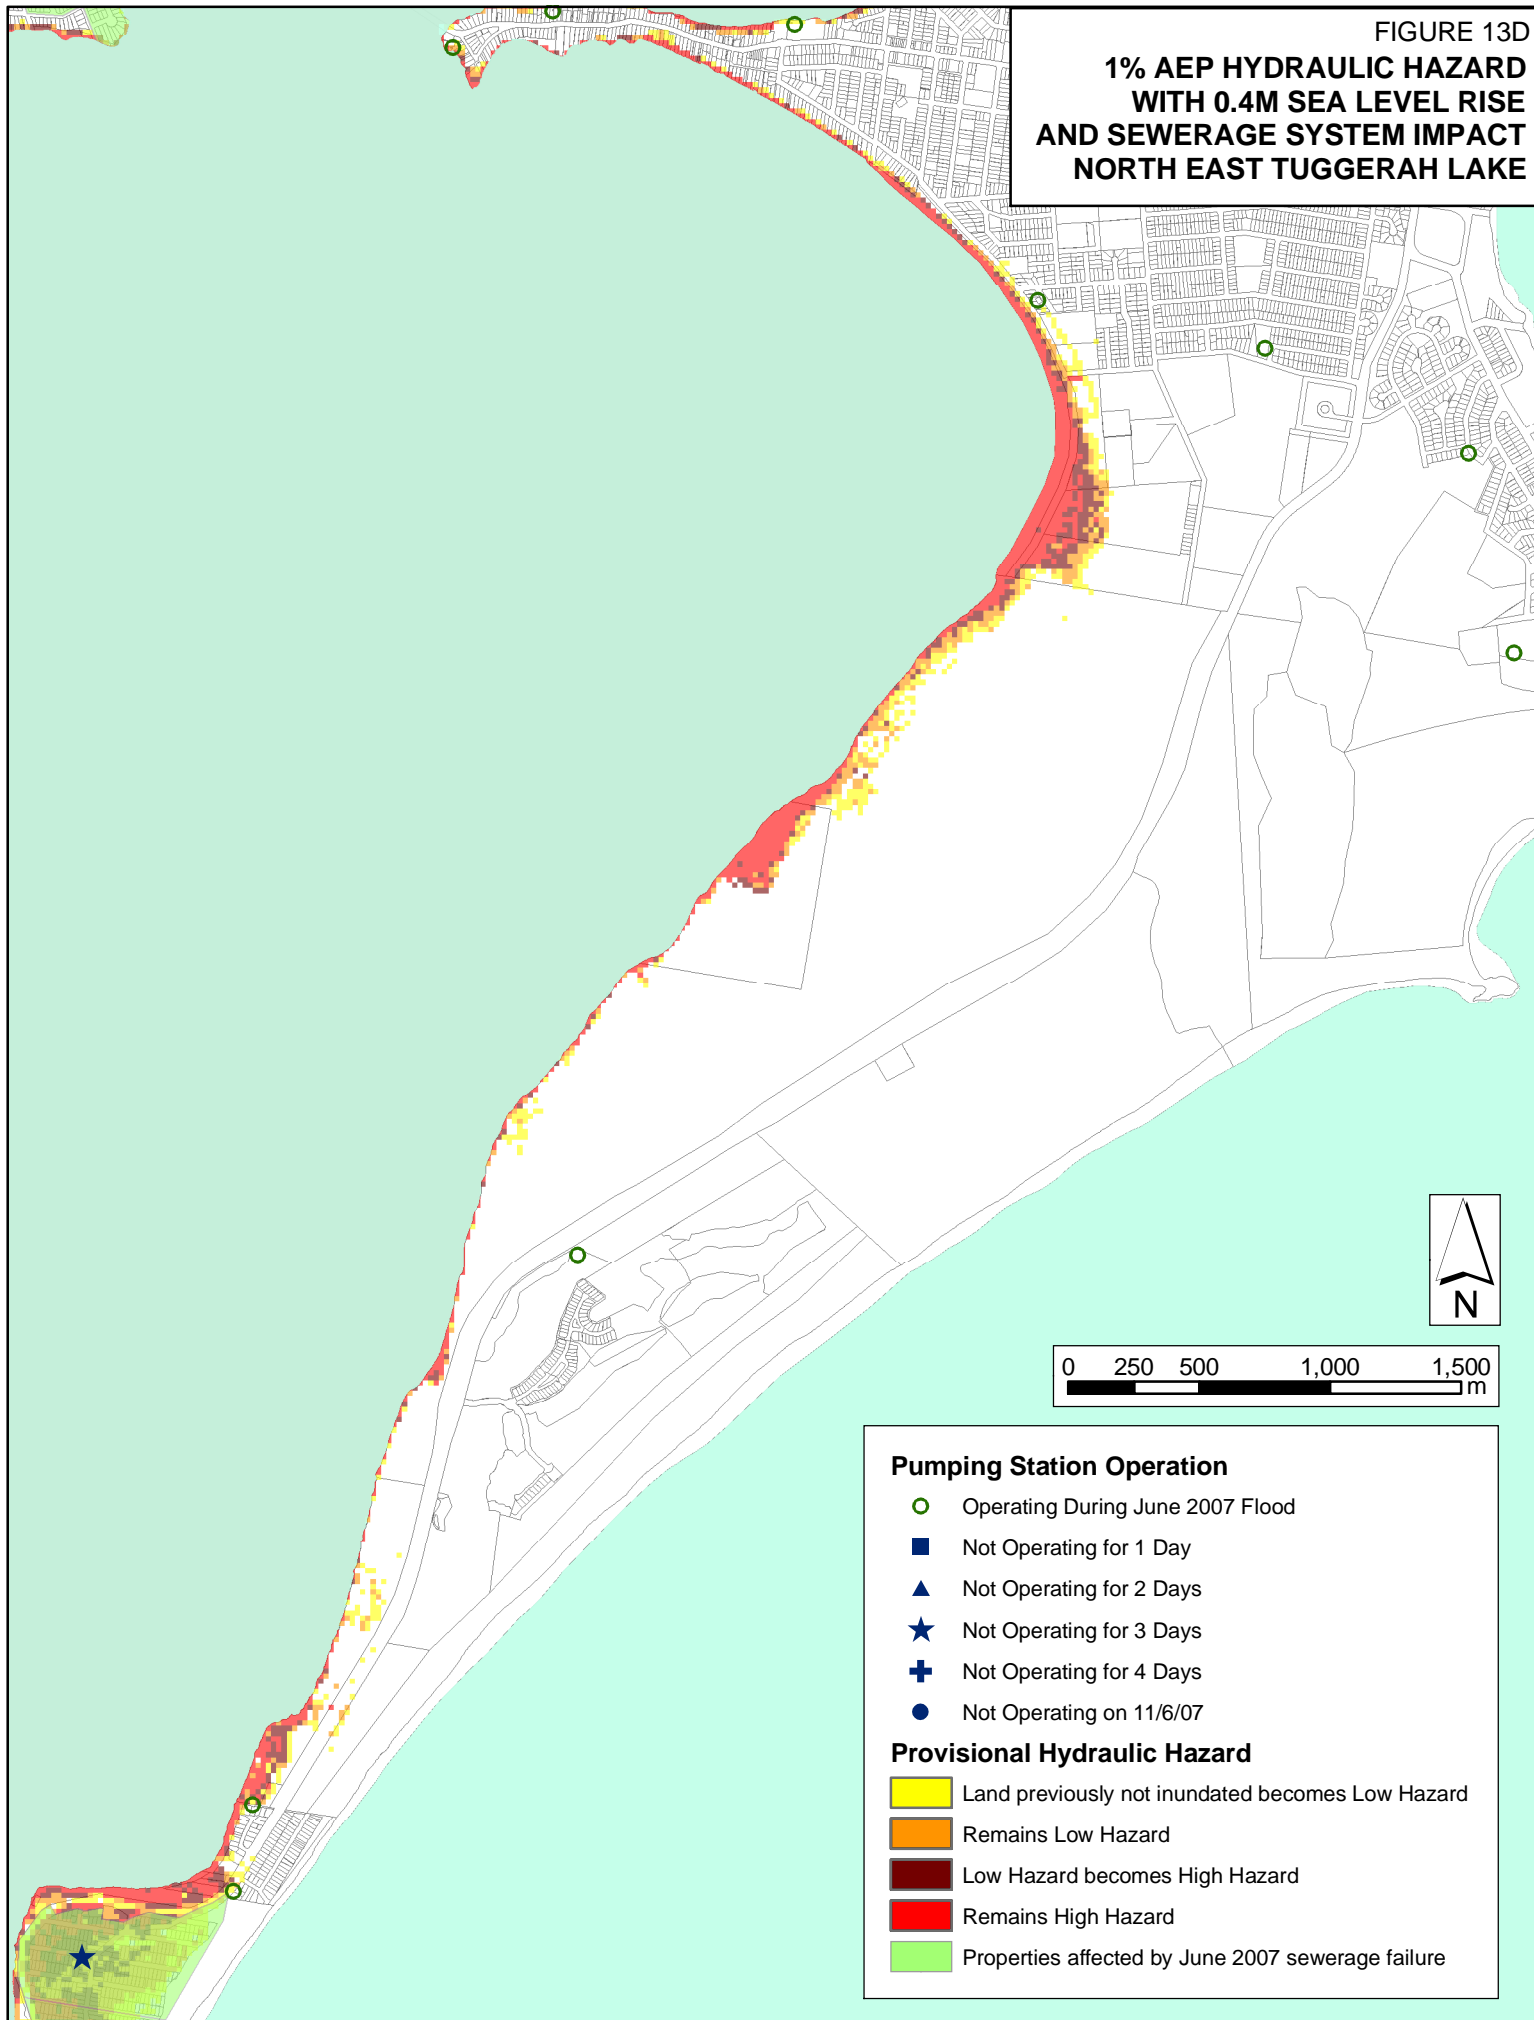 FIGURE 13D
1% AEP HYDRAULIC HAZARD
WITH 0.4M SEA LEVEL RISE
AND SEWERAGE SYSTEM IMPACT
NORTH EAST TUGGERAH LAKE
N
0 250 500 1,000 1,500
m
Pumping Station Operation
Operating During June 2007 Flood
Not Operating for 1 Day
Not Operating for 2 Days
Not Operating for 3 Days
Not Operating for 4 Days
Not Operating on 11/6/07
Provisional Hydraulic Hazard
Land previously not inundated becomes Low Hazard
Remains Low Hazard
Low Hazard becomes High Hazard
Remains High Hazard
Properties affected by June 2007 sewerage failure